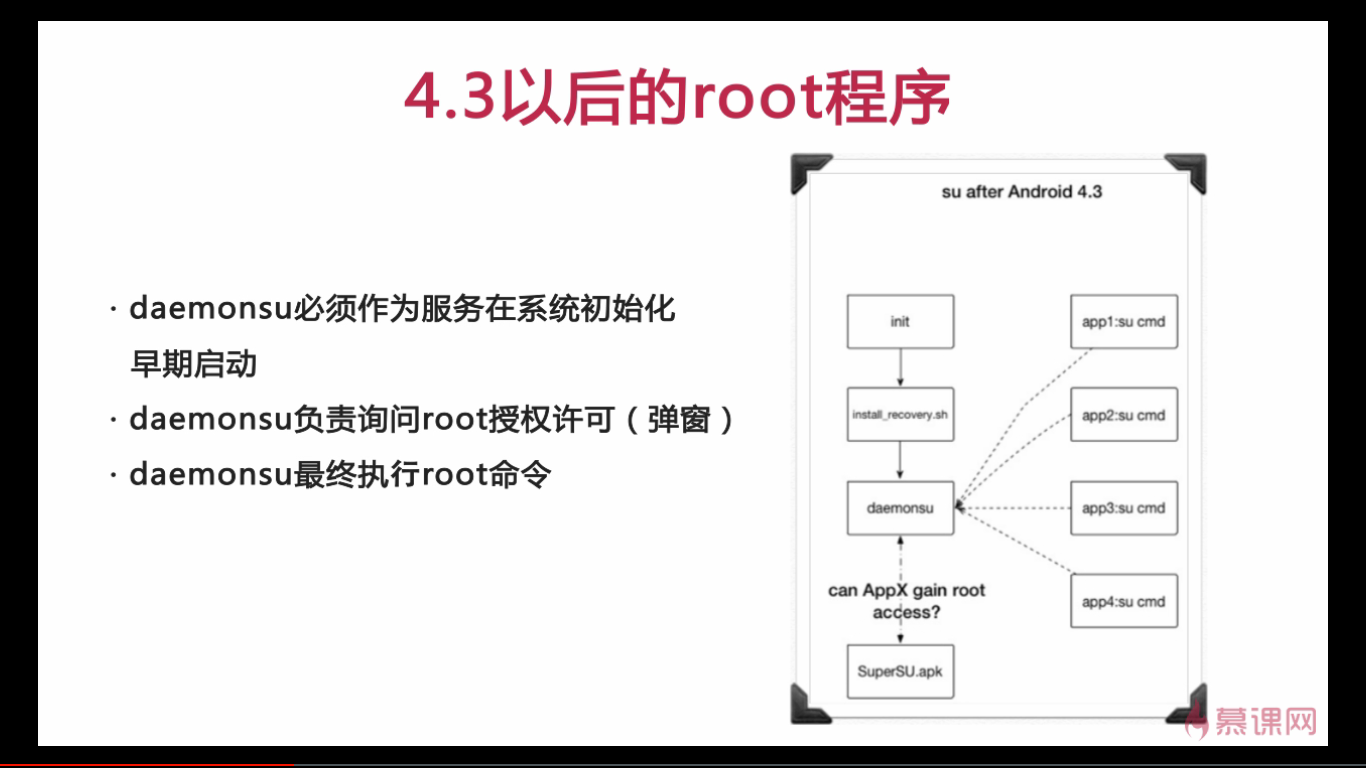 4.3以后的root程序
· daemonsu必须作为服务在系统初始化
早期启动
· daemonsu负责询问root授权许可（弹窗）
· daemonsu最终执行root命令
su after Android 4.3
init
install_recovery.sh
daemonsu
can AppX gain root
access?
SuperSU.apk
app1:su cmd
app2:su cmd
app3:su cmd
app4:su cmd
慕课网